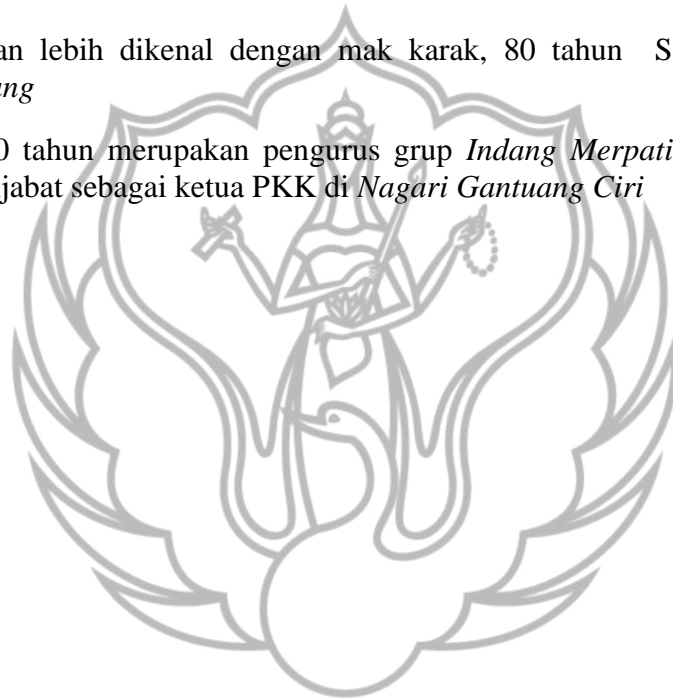 an lebih dikenal dengan mak karak, 80 tahun S
ang
0 tahun merupakan pengurus grup Indang Merpati
jabat sebagai ketua PKK di Nagari Gantuang Ciri